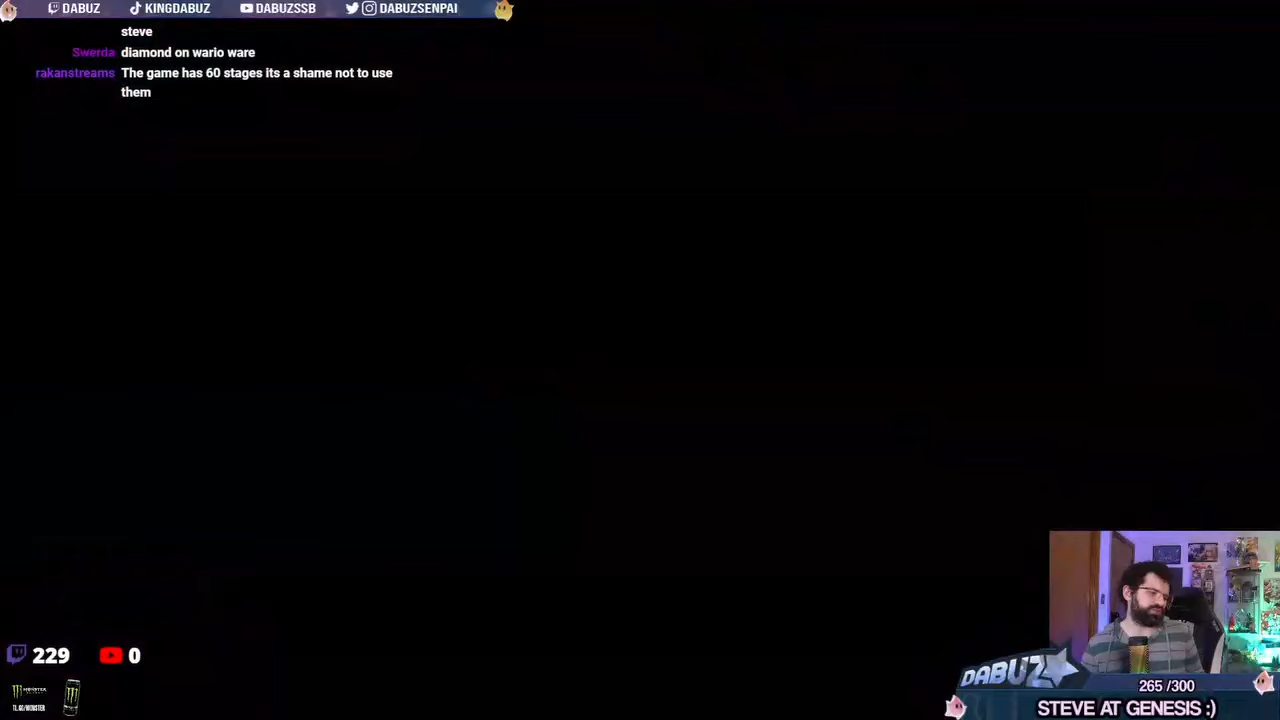 DABUZ KINGDABUZ DABUZSSB DABUZSENPAI
steve
Swerda diamond on wario ware
rakanstreams The game has 60 stages its a shame not to use
them
229 0
MONSTER
DABUZ
265 /300
STEVE AT GENESIS :)